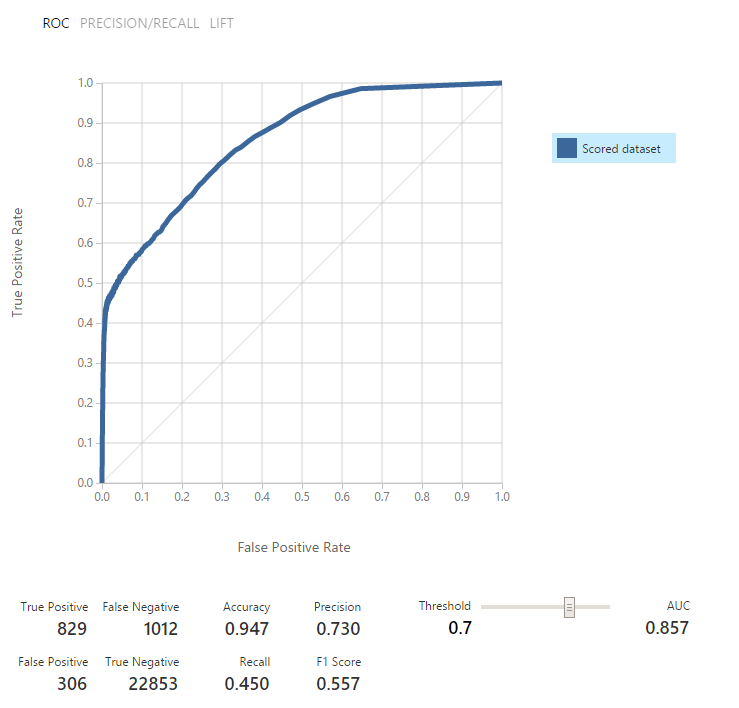 ROC PRECISION/RECALL LIFT
1.0
0.9
0.8
0.7
0.6
0.5
0.4
0.3
0.2
0.1
0.0
True Positive Rate
0.0 0.1 0.2 0.3 0.4 0.5 0.6 0.7 0.8 0.9 1.0
False Positive Rate
Scored dataset
True Positive False Negative Accuracy Precision Threshold AUC
829 1012 0.947 0.730 0.7 0.857
False Positive True Negative Recall F1 Score
306 22853 0.450 0.557